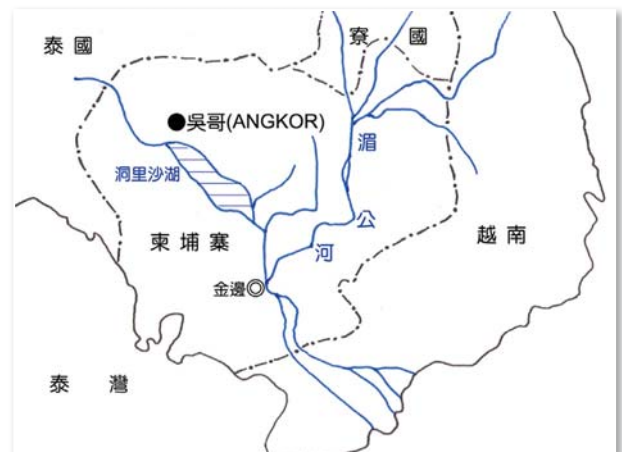 泰國
寮國
吳哥(ANGKOR)
洞里沙湖
湄公河
柬埔寨
越南
金邊
泰灣